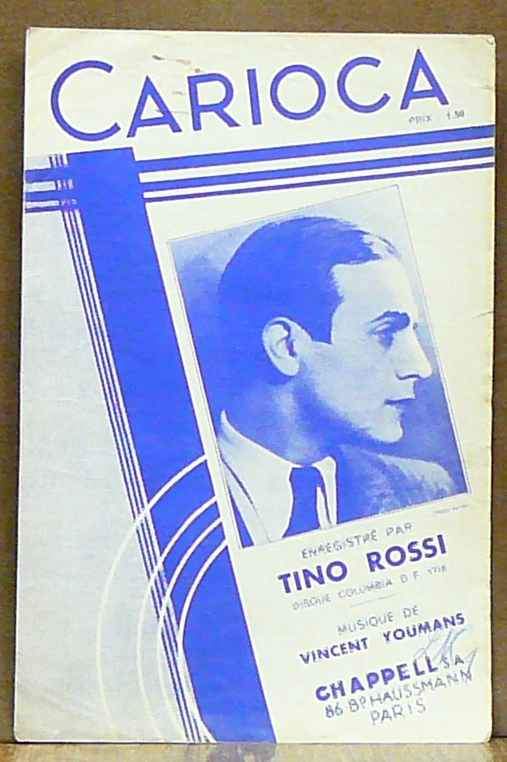 CARIOCA
PRIX 1.50
ENREGISTRÉ PAR
TINO ROSSI
DISQUE COLUMBIA D F
MUSIQUE DE
VINCENT YOUMANS
CHAPPELL S.A.
86 BD HAUSSMANN
PARIS